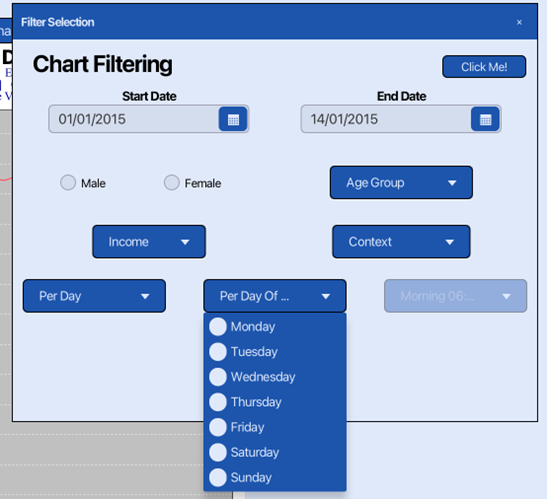 Filter Selection
×
Chart Filtering
Click Me!
Start Date
End Date
01/01/2015
14/01/2015
Male
Female
Age Group
Income
Context
Per Day
Per Day Of ...
Morning 06:...
Monday
Tuesday
Wednesday
Thursday
Friday
Saturday
Sunday